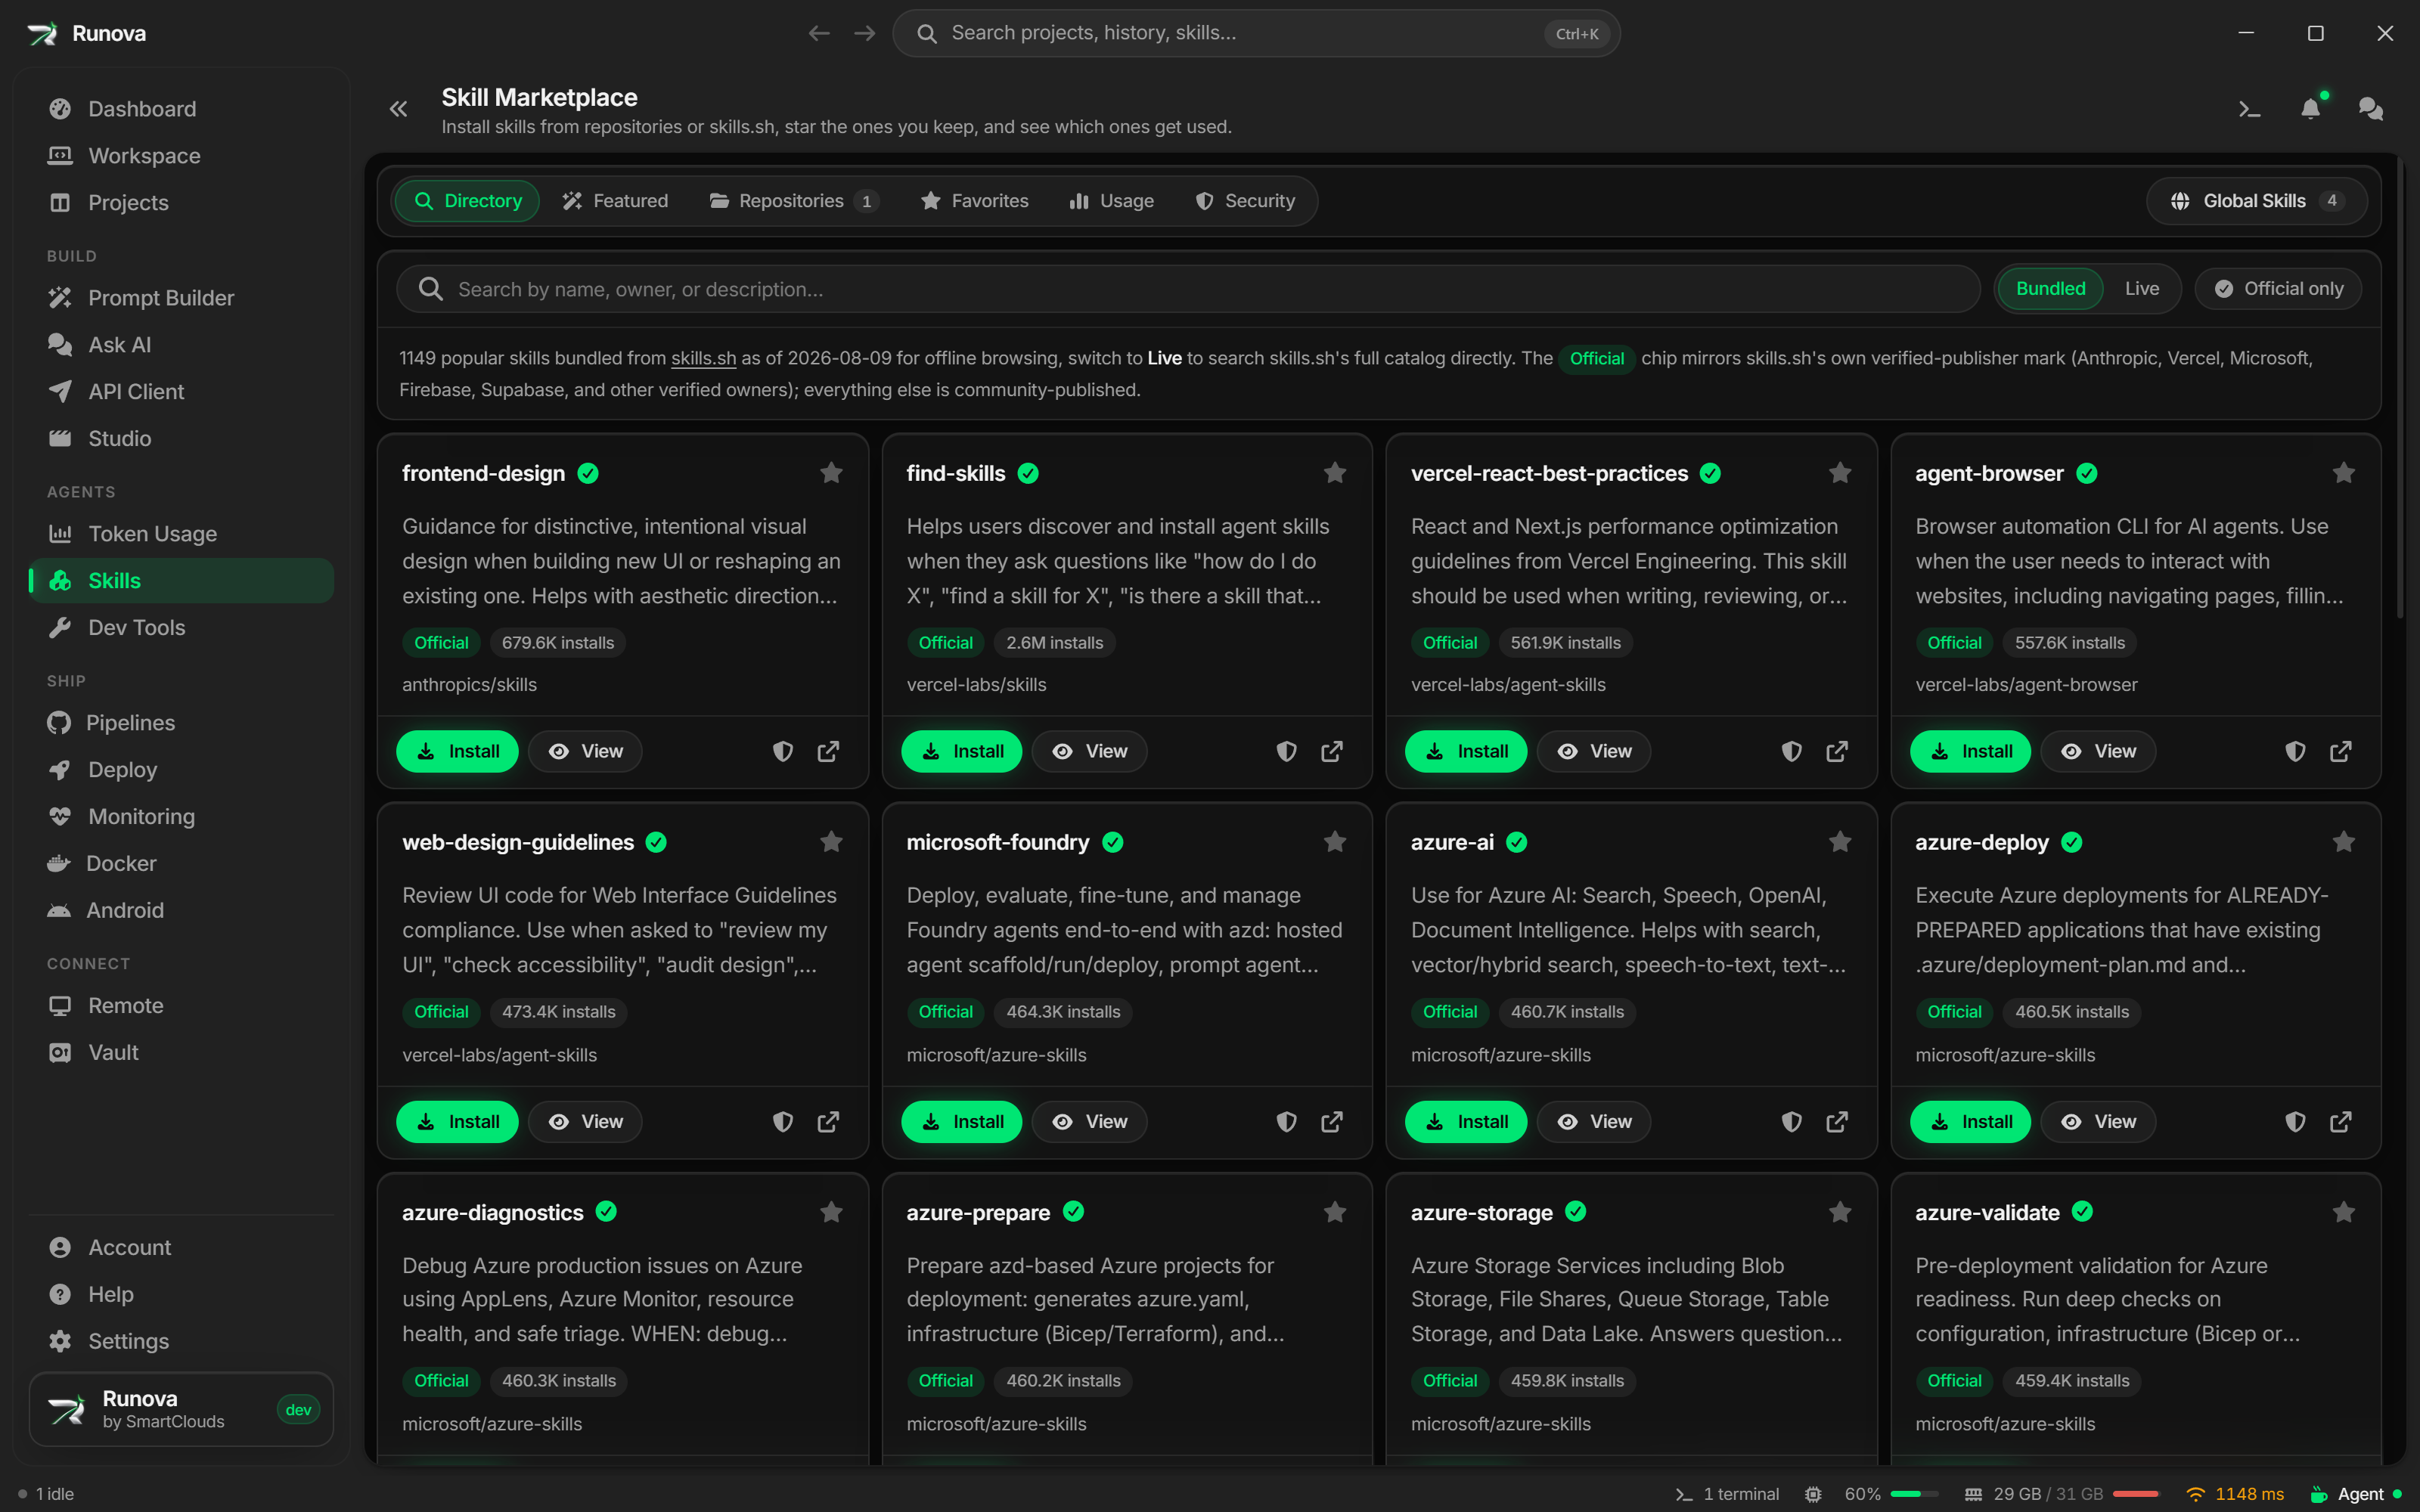 Runova
Search projects, history, skills...
Ctrl+K
Dashboard
Workspace
Projects
BUILD
Prompt Builder
Ask AI
API Client
Studio
AGENTS
Token Usage
Skills
Dev Tools
SHIP
Pipelines
Deploy
Monitoring
Docker
Android
CONNECT
Remote
Vault
Account
Help
Settings
Runova
by SmartClouds
dev
Skill Marketplace
Install skills from repositories or skills.sh, star the ones you keep, and see which ones get used.
Directory
Featured
Repositories 1
Favorites
Usage
Security
Global Skills 4
Search by name, owner, or description...
Bundled
Live
Official only
1149 popular skills bundled from skills.sh as of 2026-08-09 for offline browsing, switch to Live to search skills.sh's full catalog directly. The Official chip mirrors skills.sh's own verified-publisher mark (Anthropic, Vercel, Microsoft,
Firebase, Supabase, and other verified owners); everything else is community-published.
frontend-design
Guidance for distinctive, intentional visual
design when building new UI or reshaping an
existing one. Helps with aesthetic direction...
Official 679.6K installs
anthropics/skills
Install View
find-skills
Helps users discover and install agent skills
when they ask questions like "how do I do
X", "find a skill for X", "is there a skill that...
Official 2.6M installs
vercel-labs/skills
Install View
vercel-react-best-practices
React and Next.js performance optimization
guidelines from Vercel Engineering. This skill
should be used when writing, reviewing, or...
Official 561.9K installs
vercel-labs/agent-skills
Install View
agent-browser
Browser automation CLI for AI agents. Use
when the user needs to interact with
websites, including navigating pages, fillin...
Official 557.6K installs
vercel-labs/agent-browser
Install View
web-design-guidelines
Review UI code for Web Interface Guidelines
compliance. Use when asked to "review my
UI", "check accessibility", "audit design",...
Official 473.4K installs
vercel-labs/agent-skills
Install View
microsoft-foundry
Deploy, evaluate, fine-tune, and manage
Foundry agents end-to-end with azd: hosted
agent scaffold/run/deploy, prompt agent...
Official 464.3K installs
microsoft/azure-skills
Install View
azure-ai
Use for Azure AI: Search, Speech, OpenAI,
Document Intelligence. Helps with search,
vector/hybrid search, speech-to-text, text-...
Official 460.7K installs
microsoft/azure-skills
Install View
azure-deploy
Execute Azure deployments for ALREADY-
PREPARED applications that have existing
.azure/deployment-plan.md and...
Official 460.5K installs
microsoft/azure-skills
Install View
azure-diagnostics
Debug Azure production issues on Azure
using AppLens, Azure Monitor, resource
health, and safe triage. WHEN: debug...
Official 460.3K installs
microsoft/azure-skills
azure-prepare
Prepare azd-based Azure projects for
deployment: generates azure.yaml,
infrastructure (Bicep/Terraform), and...
Official 460.2K installs
microsoft/azure-skills
azure-storage
Azure Storage Services including Blob
Storage, File Shares, Queue Storage, Table
Storage, and Data Lake. Answers question...
Official 459.8K installs
microsoft/azure-skills
azure-validate
Pre-deployment validation for Azure
readiness. Run deep checks on
configuration, infrastructure (Bicep or...
Official 459.4K installs
microsoft/azure-skills
1 idle
1 terminal
60%
29 GB / 31 GB
1148 ms
Agent